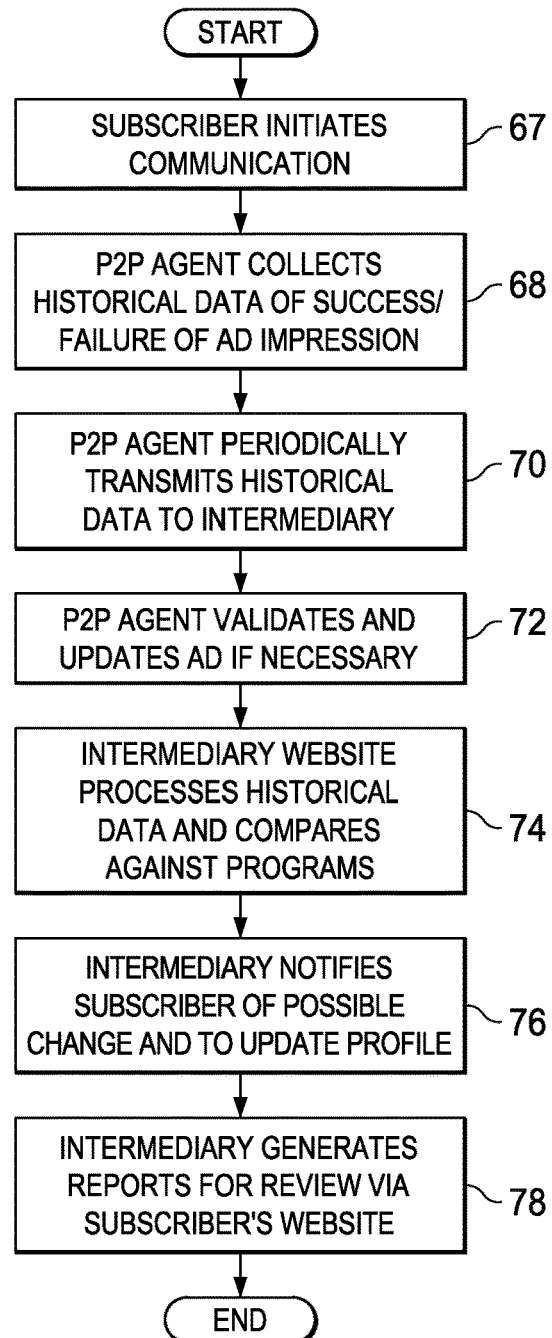 START
SUBSCRIBER INITIATES
COMMUNICATION
67
P2P AGENT COLLECTS
HISTORICAL DATA OF SUCCESS/
FAILURE OF AD IMPRESSION
68
P2P AGENT PERIODICALLY
TRANSMITS HISTORICAL
DATA TO INTERMEDIARY
70
P2P AGENT VALIDATES AND
UPDATES AD IF NECESSARY
72
INTERMEDIARY WEBSITE
PROCESSES HISTORICAL
DATA AND COMPARES
AGAINST PROGRAMS
74
INTERMEDIARY NOTIFIES
SUBSCRIBER OF POSSIBLE
CHANGE AND TO UPDATE PROFILE
76
INTERMEDIARY GENERATES
REPORTS FOR REVIEW VIA
SUBSCRIBER'S WEBSITE
78
END